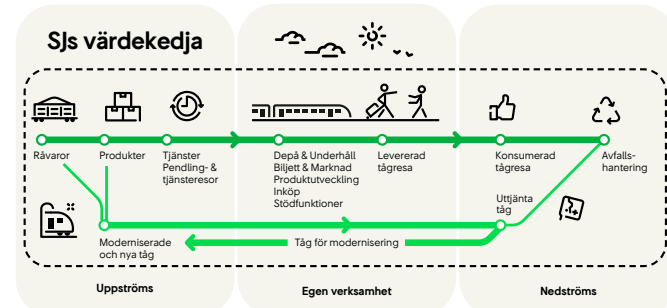 SJs värdekedja
Råvaror
Produkter
Tjänster
Pendling- &
tjänsteresor
Depå & Underhåll
Biljett & Marknad
Produktutveckling
Inköp
Stödfunktioner
Levererad
tågresa
Konsumerad
tågresa
Avfalls-
hantering
Uttjänta
tåg
Moderniserade
och nya tåg
Tåg för modernisering
Uppströms
Egen verksamhet
Nedströms